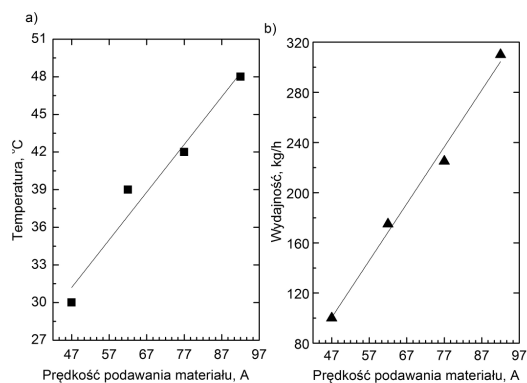 a)
51
48
45
42
39
36
33
30
27
Temperatura, °C
47 57 67 77 87 97
Prędkość podawania materiału, A
b)
320
280
240
200
160
120
80
Wydajność, kg/h
47 57 67 77 87 97
Prędkość podawania materiału, A